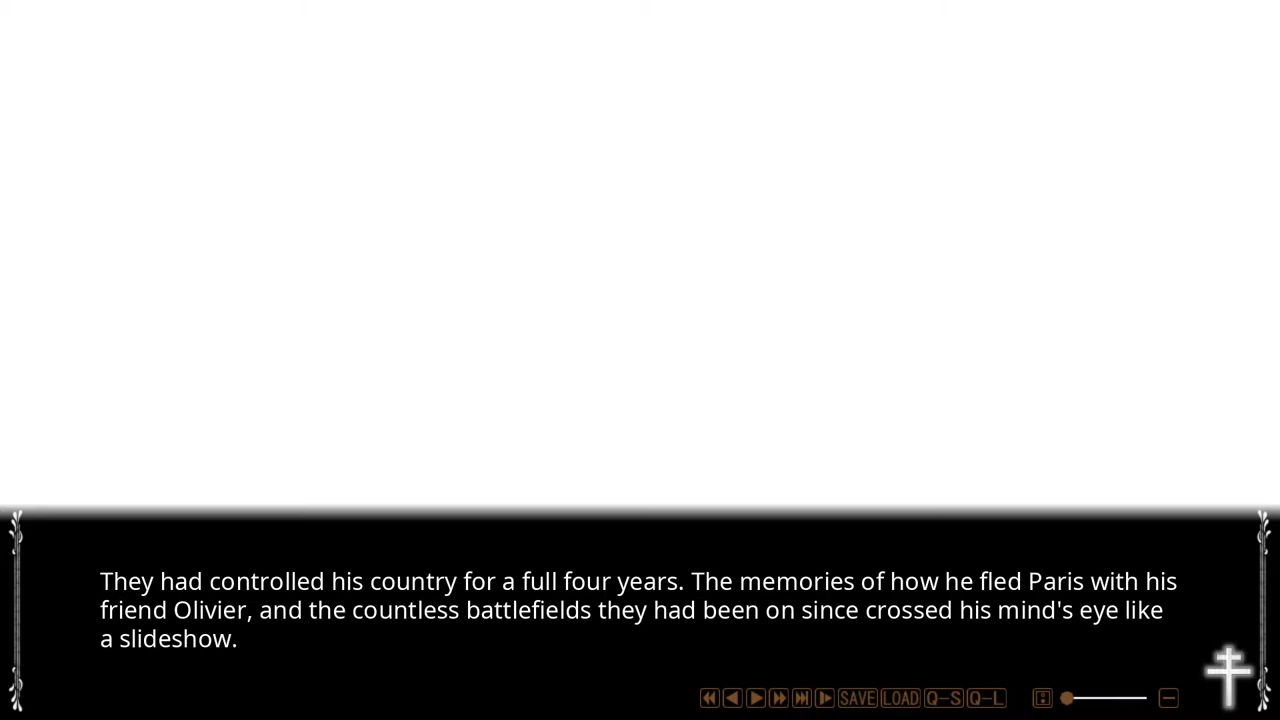 They had controlled his country for a full four years. The memories of how he fled Paris with his
friend Olivier, and the countless battlefields they had been on since crossed his mind's eye like
a slideshow.
SAVE LOAD Q-S Q-L